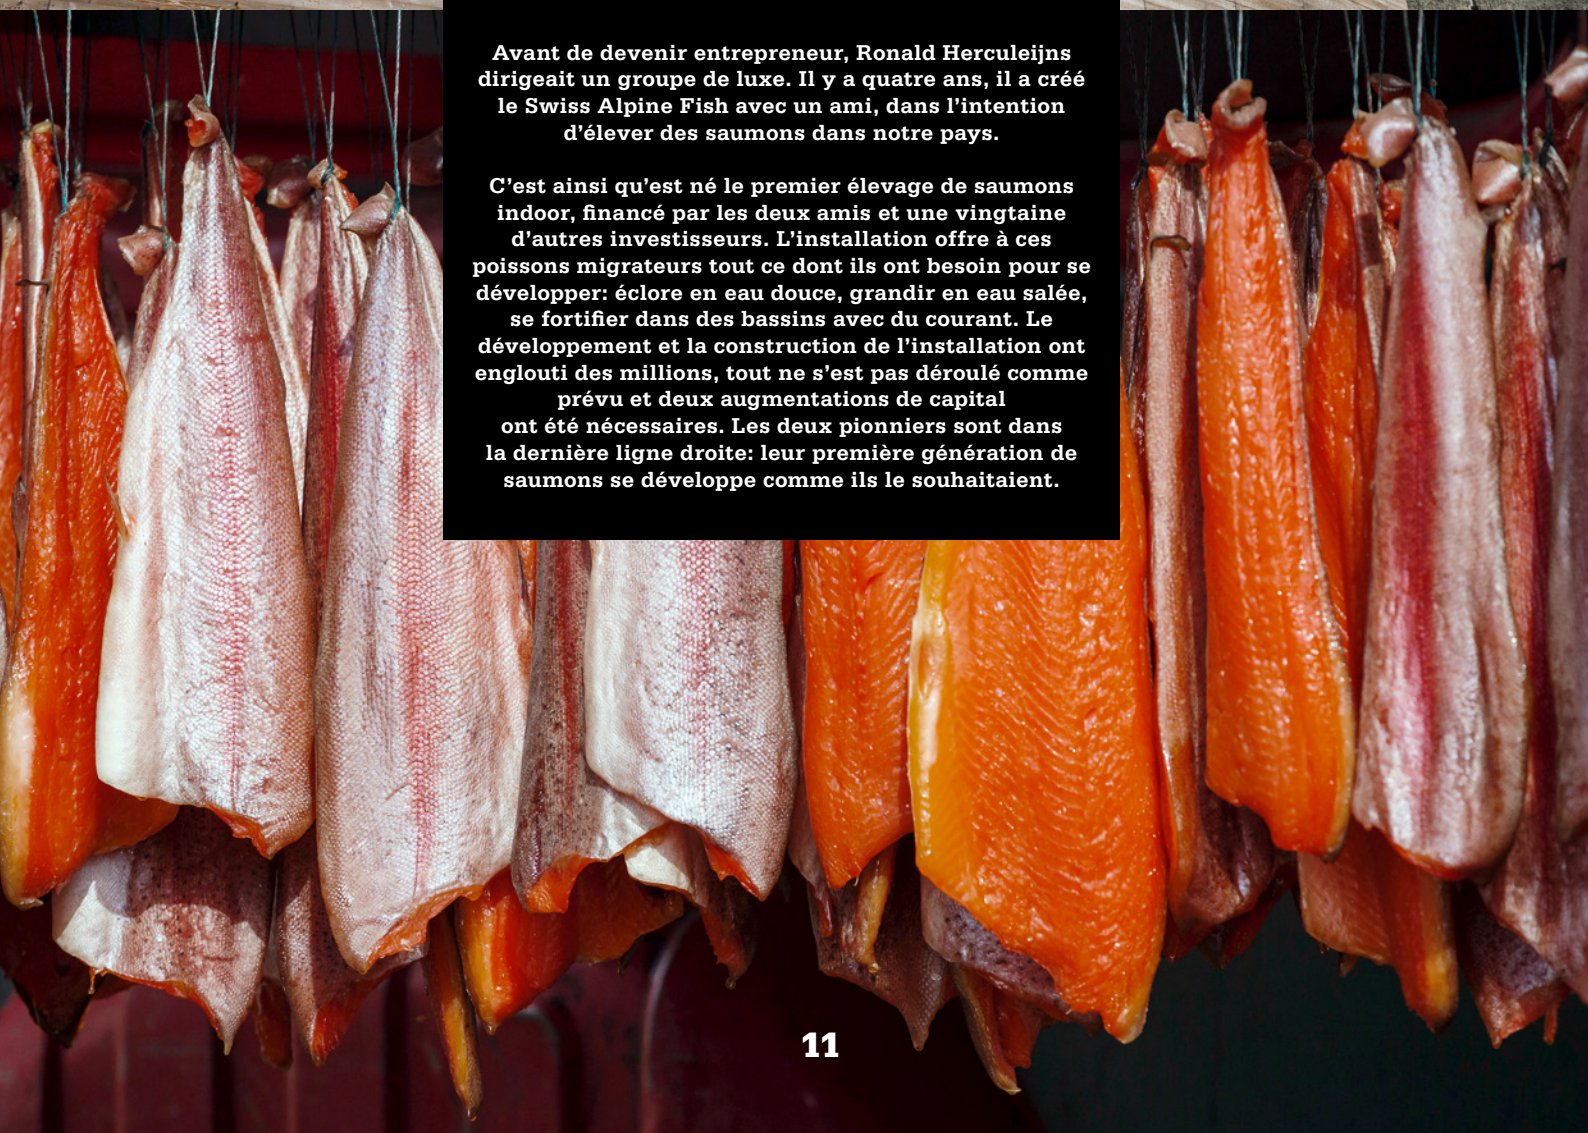 Avant de devenir entrepreneur, Ronald Herculeijns
dirigeait un groupe de luxe. Il y a quatre ans, il a créé
le Swiss Alpine Fish avec un ami, dans l’intention
d’élever des saumons dans notre pays.
C’est ainsi qu’est né le premier élevage de saumons
indoor, financé par les deux amis et une vingtaine
d’autres investisseurs. L’installation offre à ces
poissons migrateurs tout ce dont ils ont besoin pour se
développer: éclore en eau douce, grandir en eau salée,
se fortifier dans des bassins avec du courant. Le
développement et la construction de l’installation ont
englouti des millions, tout ne s’est pas déroulé comme
prévu et deux augmentations de capital
ont été nécessaires. Les deux pionniers sont dans
la dernière ligne droite: leur première génération de
saumons se développe comme ils le souhaitaient.
11